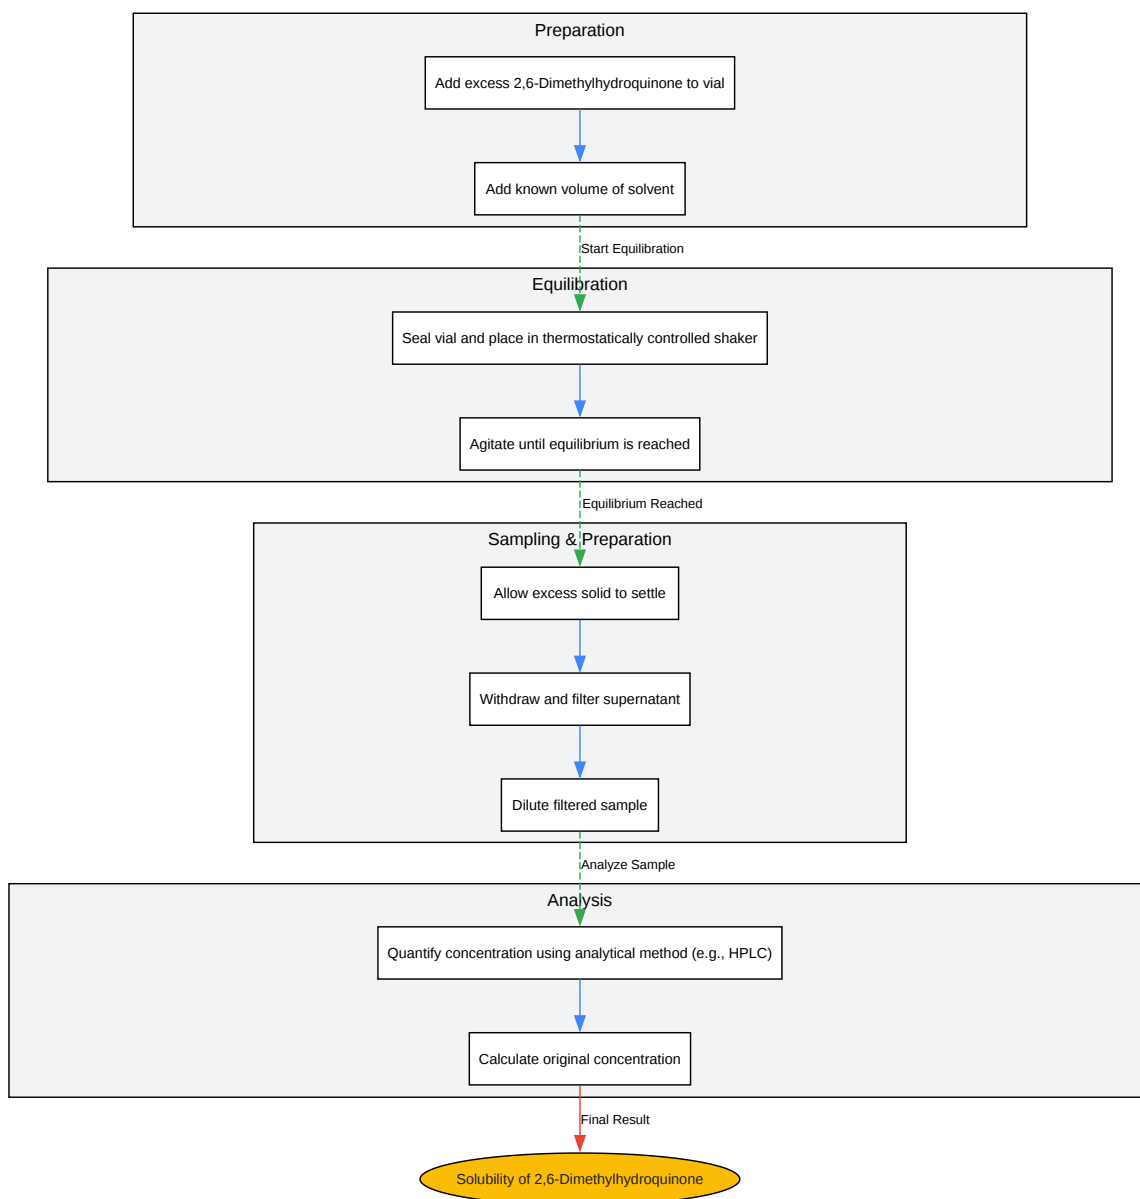 Preparation
Add excess 2,6-Dimethylhydroquinone to vial
Add known volume of solvent
Start Equilibration
Equilibration
Seal vial and place in thermostatically controlled shaker
Agitate until equilibrium is reached
Equilibrium Reached
Sampling & Preparation
Allow excess solid to settle
Withdraw and filter supernatant
Dilute filtered sample
Analyze Sample
Analysis
Quantify concentration using analytical method (e.g., HPLC)
Calculate original concentration
Final Result
Solubility of 2,6-Dimethylhydroquinone